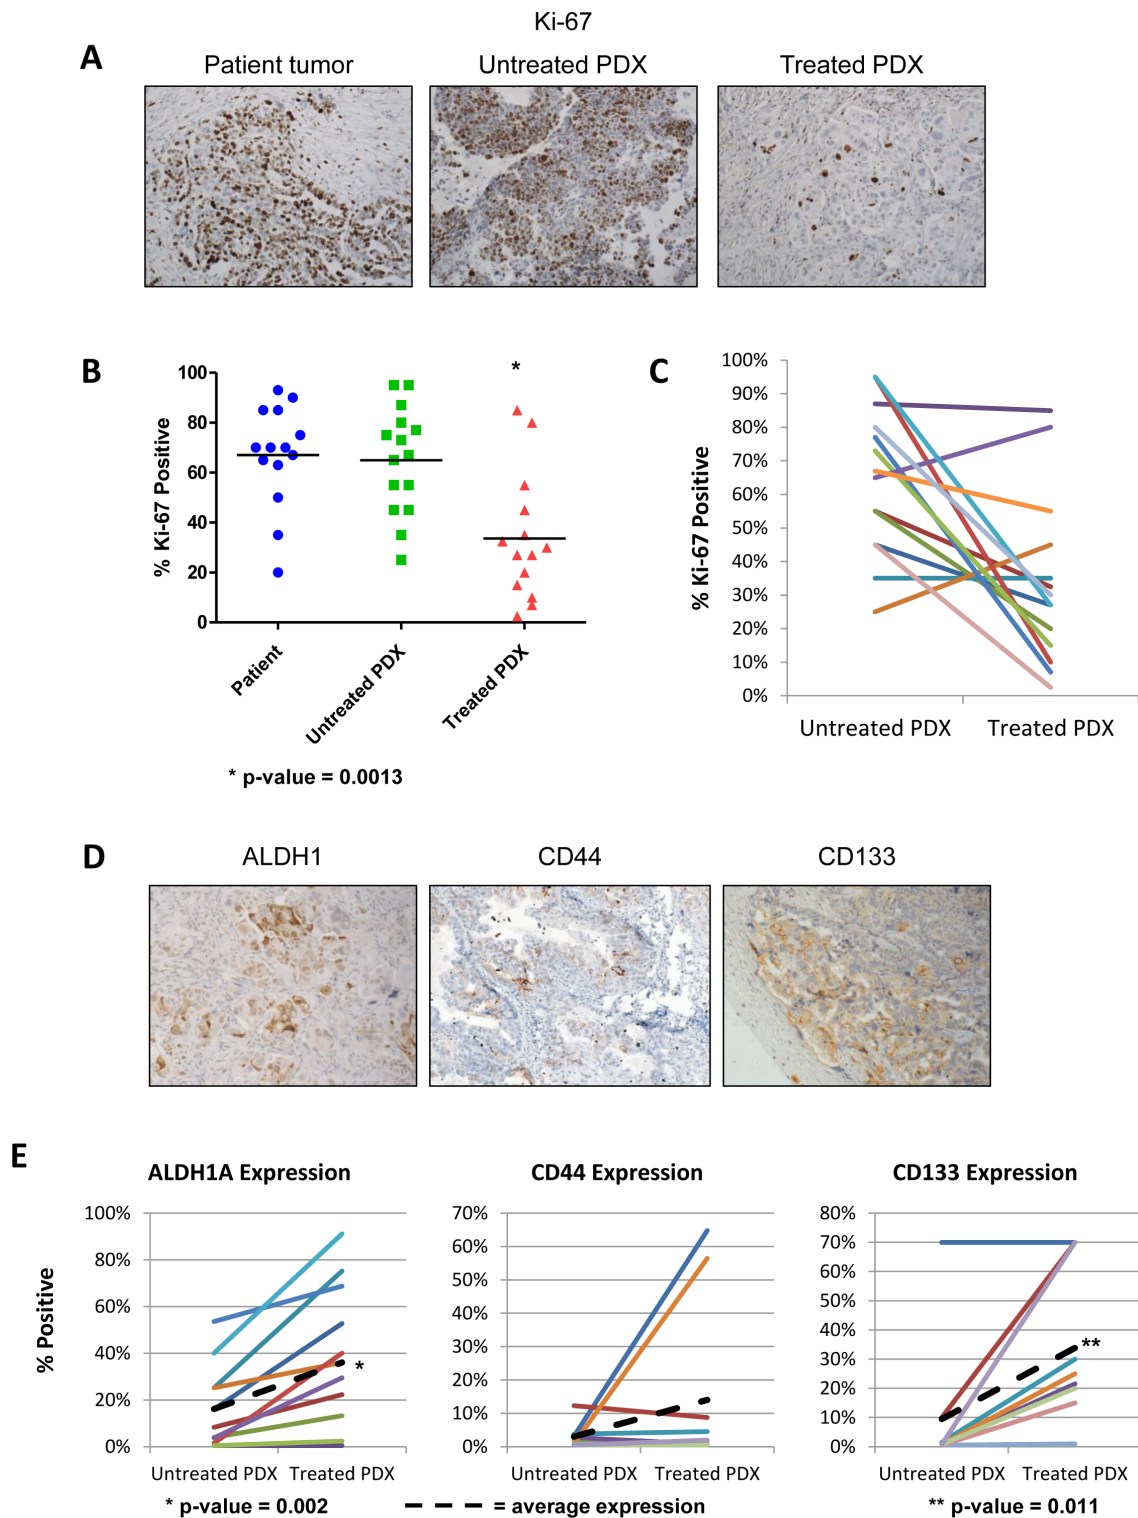 Ki-67
A
Patient tumor
Untreated PDX
Treated PDX
B
% Ki-67 Positive
100
80
60
40
20
0
*
Patient
Untreated PDX
Treated PDX
* p-value = 0.0013
C
% Ki-67 Positive
100%
90%
80%
70%
60%
50%
40%
30%
20%
10%
0%
Untreated PDX
Treated PDX
D
ALDH1
CD44
CD133
E
ALDH1A Expression
% Positive
100%
80%
60%
40%
20%
0%
*
Untreated PDX
Treated PDX
* p-value = 0.002
CD44 Expression
70%
60%
50%
40%
30%
20%
10%
0%
Untreated PDX
Treated PDX
= average expression
CD133 Expression
80%
70%
60%
50%
40%
30%
20%
10%
0%
**
Untreated PDX
Treated PDX
** p-value = 0.011